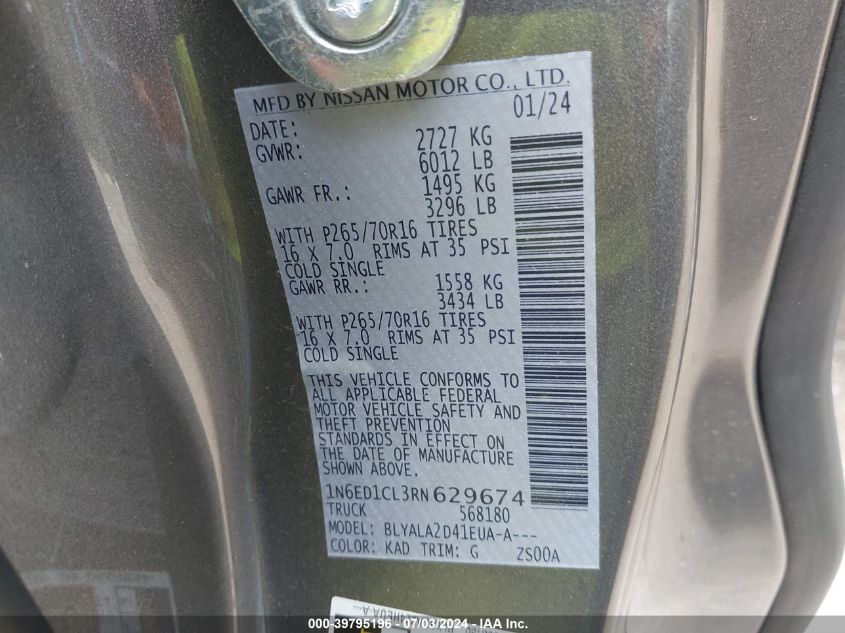 MFD BY NISSAN MOTOR CO., LTD.
DATE: 01/24
GVWR: 2727 KG
6012 LB
GAWR FR.: 1495 KG
3296 LB
WITH P265/70R16 TIRES
16 X 7.0 RIMS AT 35 PSI
COLD SINGLE
GAWR RR.: 1558 KG
3434 LB
WITH P265/70R16 TIRES
16 X 7.0 RIMS AT 35 PSI
COLD SINGLE
THIS VEHICLE CONFORMS TO
ALL APPLICABLE FEDERAL
MOTOR VEHICLE SAFETY AND
THEFT PREVENTION
STANDARDS IN EFFECT ON
THE DATE OF MANUFACTURE
SHOWN ABOVE.
1N6ED1CL3RN629674
TRUCK 568180
MODEL: BLYALA2D41EUA-A---
COLOR: KAD TRIM: G ZS00A
000-39795196 - 07/03/2024 - IAAI.COM